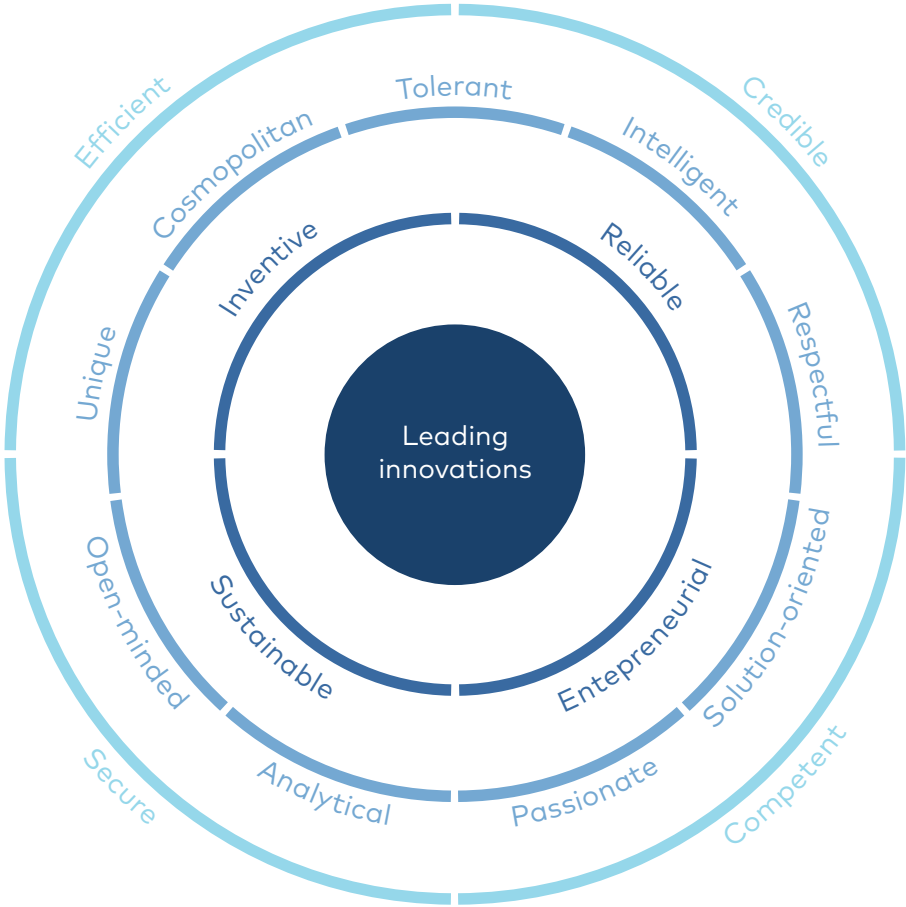 Leading
innovations
Inventive
Reliable
Entepreneurial
Sustainable
Tolerant
Intelligent
Respectful
Solution-oriented
Passionate
Analytical
Open-minded
Unique
Cosmopolitan
Efficient
Credible
Competent
Secure